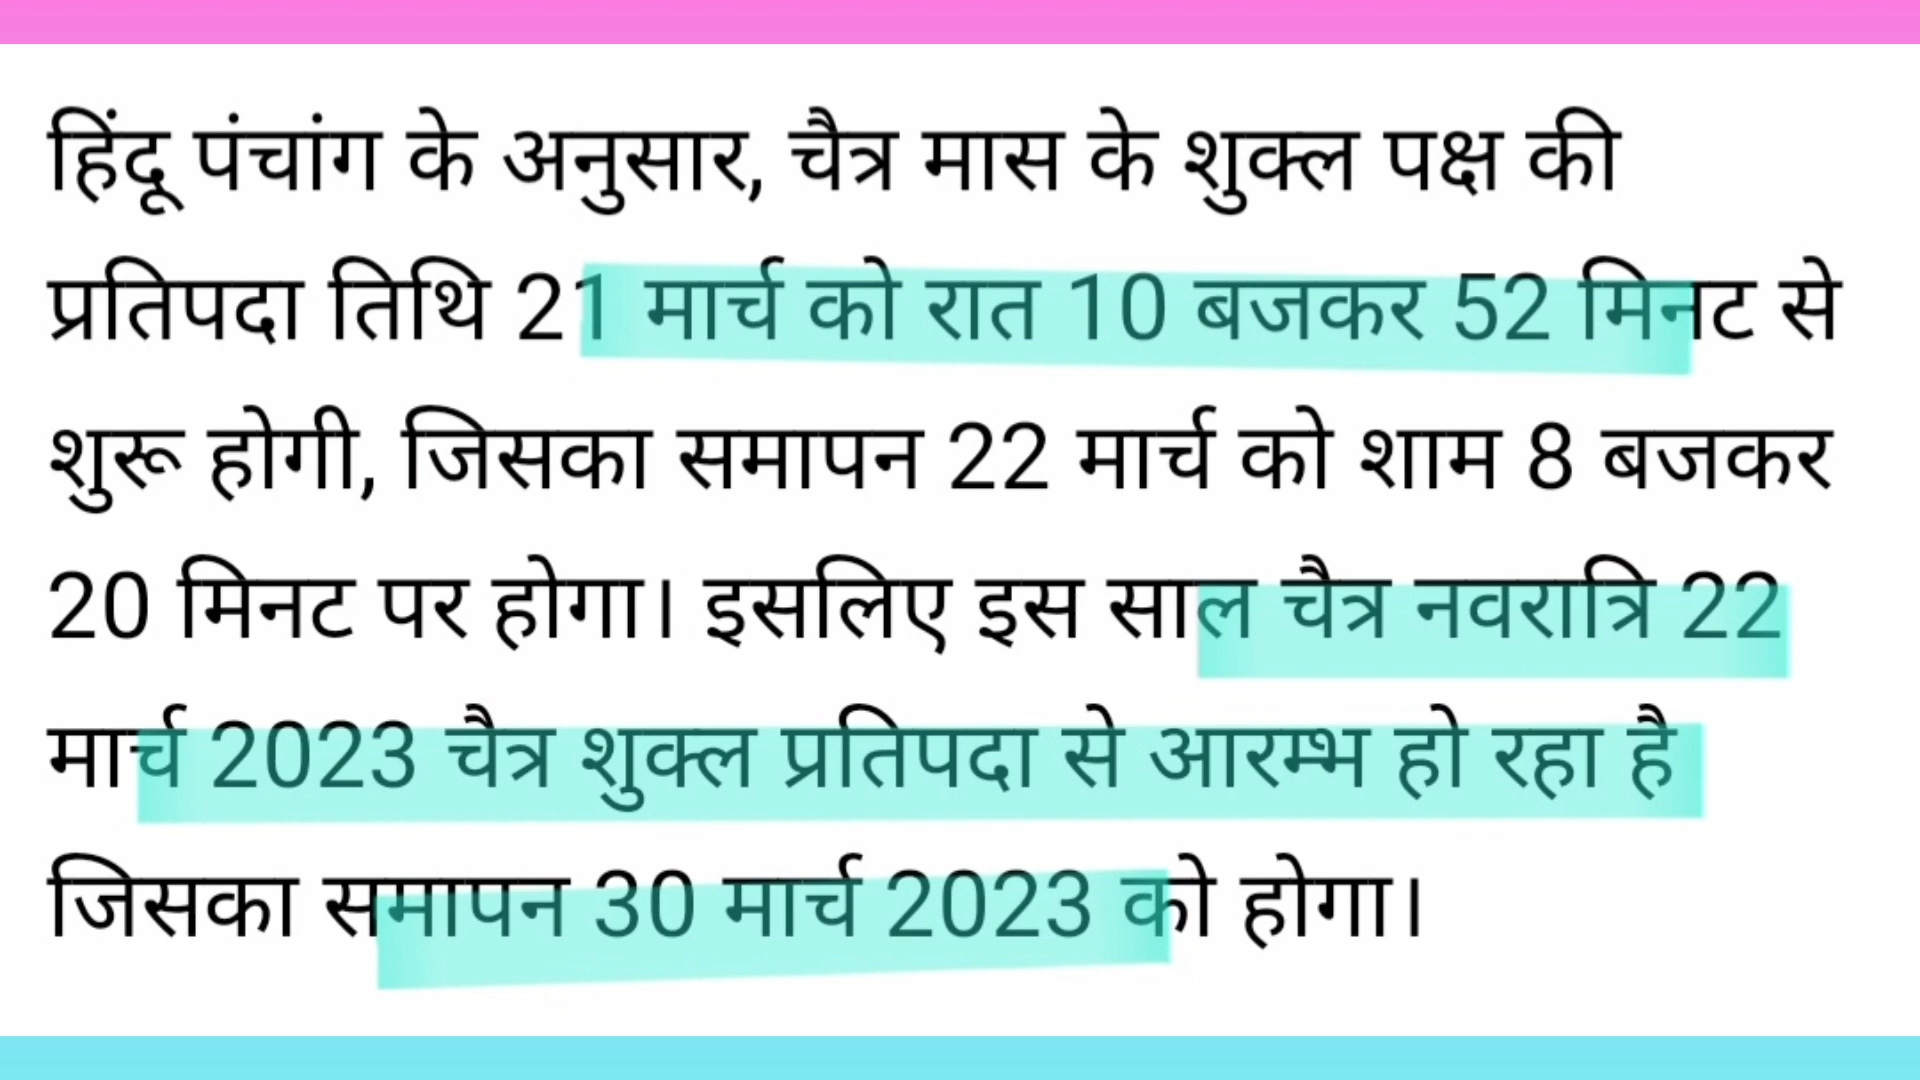 हिंदू पंचांग के अनुसार, चैत्र मास के शुक्ल पक्ष की
प्रतिपदा तिथि 21 मार्च को रात 10 बजकर 52 मिनट से
शुरू होगी, जिसका समापन 22 मार्च को शाम 8 बजकर
20 मिनट पर होगा। इसलिए इस साल चैत्र नवरात्रि 22
मार्च 2023 चैत्र शुक्ल प्रतिपदा से आरम्भ हो रहा है
जिसका समापन 30 मार्च 2023 को होगा।